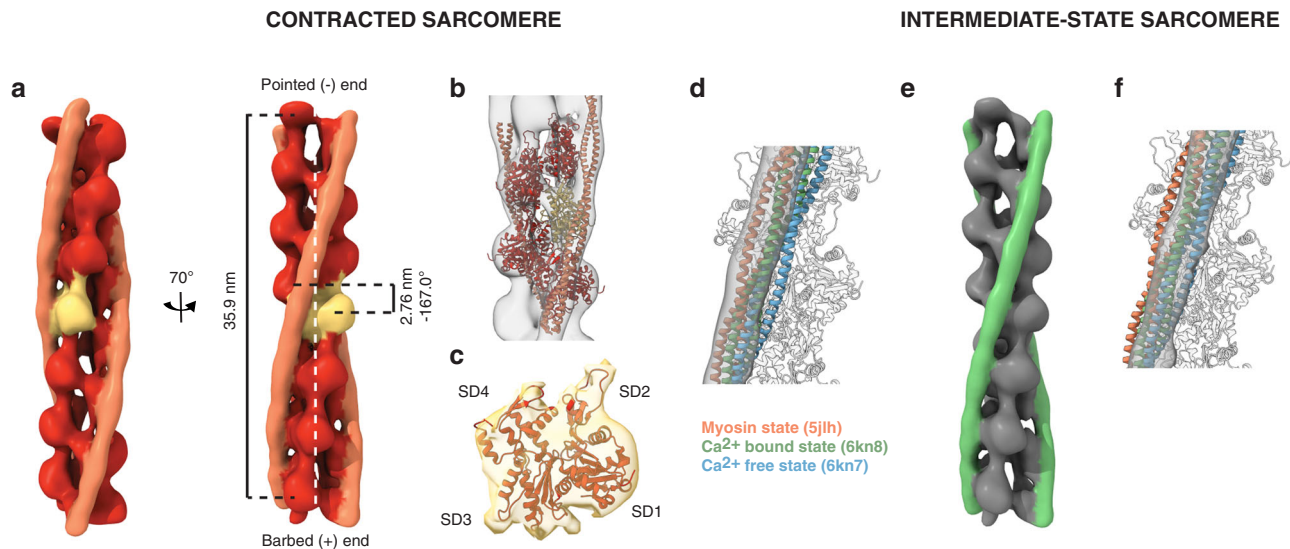 CONTRACTED SARCOMERE
INTERMEDIATE-STATE SARCOMERE
a
Pointed (-) end
70°
35.9 nm
2.76 nm
-167.0°
Barbed (+) end
b
c
SD4
SD2
SD3
SD1
d
Myosin state (5jlh)
Ca2+ bound state (6kn8)
Ca2+ free state (6kn7)
e
f